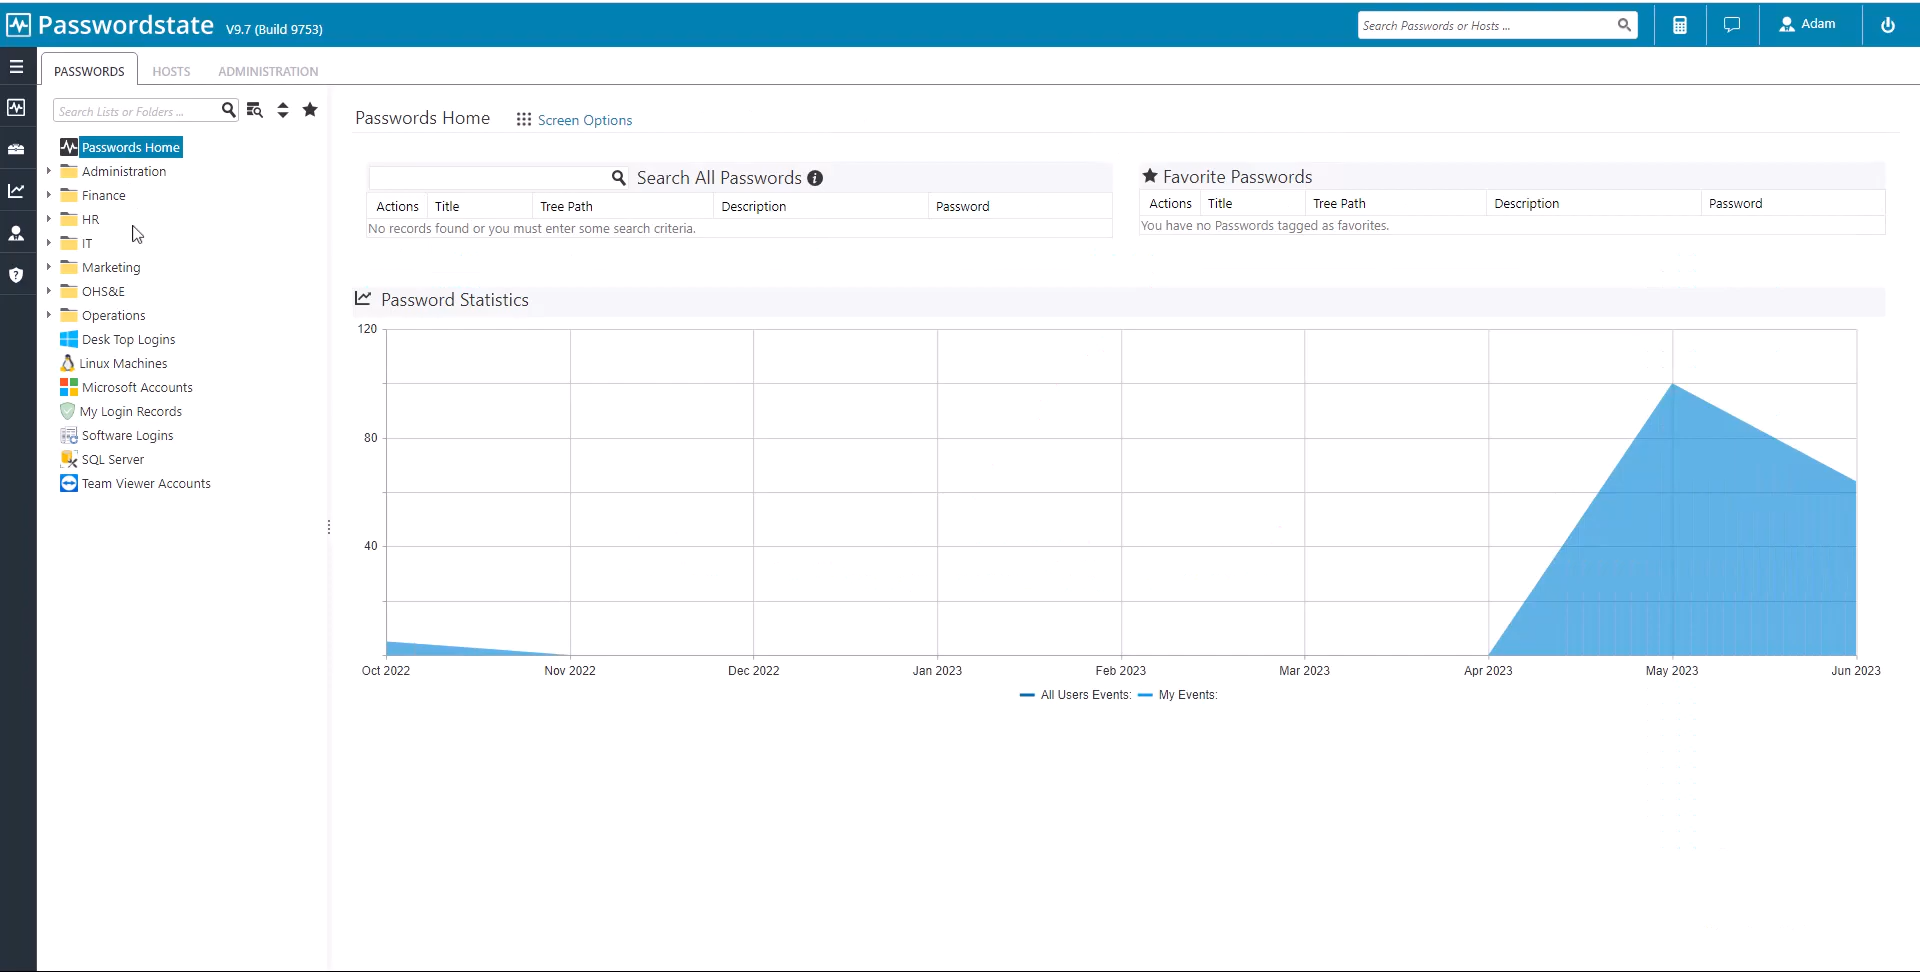 Passwordstate V9.7 (Build 9753)
Search Passwords or Hosts ...
Adam
PASSWORDS HOSTS ADMINISTRATION
Search Lists or Folders ...
Passwords Home
Administration
Finance
HR
IT
Marketing
OHS&E
Operations
Desk Top Logins
Linux Machines
Microsoft Accounts
My Login Records
Software Logins
SQL Server
Team Viewer Accounts
Passwords Home Screen Options
Search All Passwords
Actions Title Tree Path Description Password
No records found or you must enter some search criteria.
Favorite Passwords
Actions Title Tree Path Description Password
You have no Passwords tagged as favorites.
Password Statistics
120
80
40
Oct 2022 Nov 2022 Dec 2022 Jan 2023 Feb 2023 Mar 2023 Apr 2023 May 2023 Jun 2023
All Users Events: My Events: